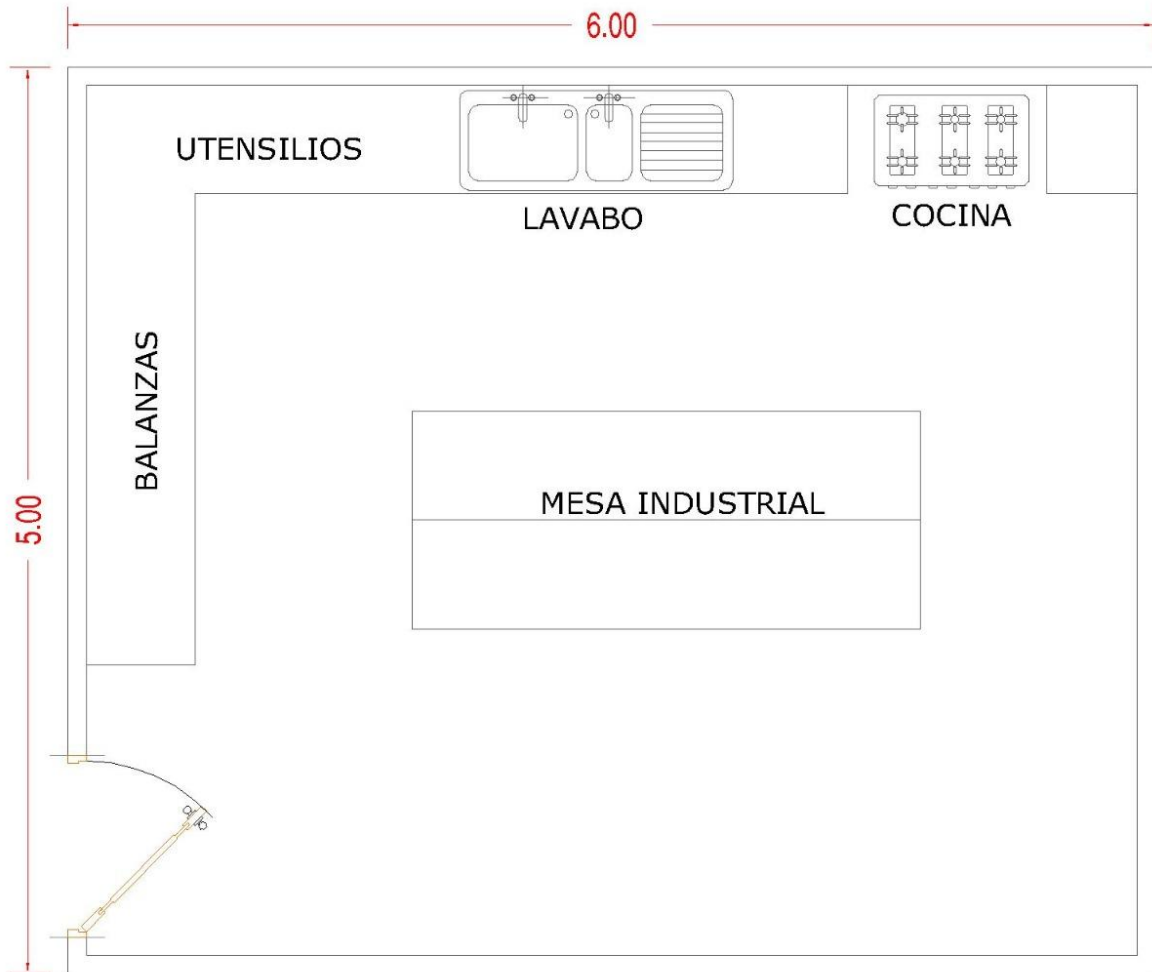 6.00
UTENSILIOS
LAVABO
COCINA
BALANZAS
5.00
MESA INDUSTRIAL